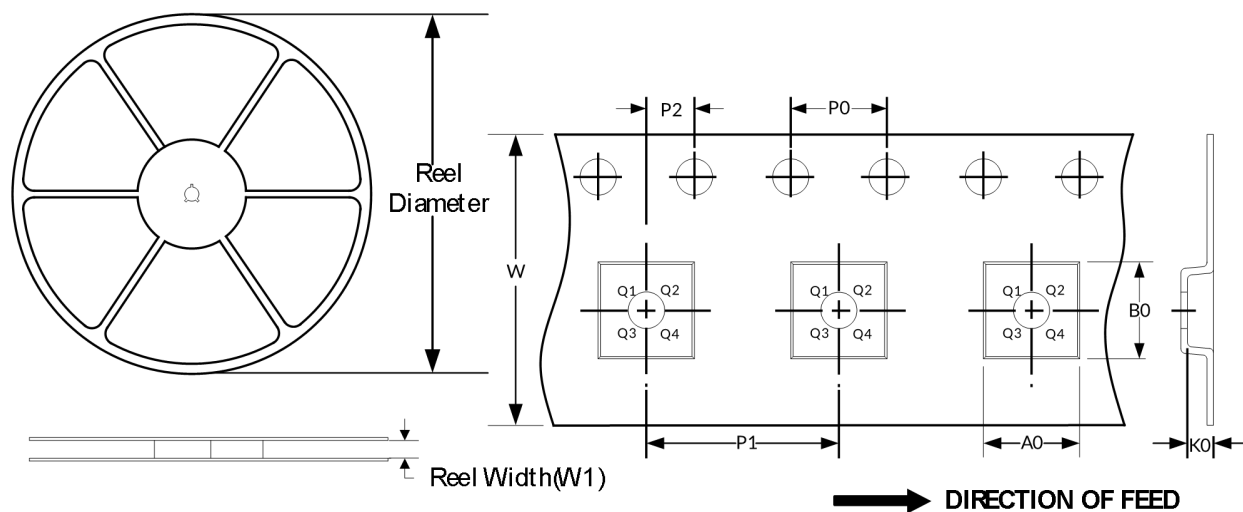 Reel
Diameter
P2
P0
W
Q1 Q2
Q3 Q4
Q1 Q2
Q3 Q4
Q1 Q2
Q3 Q4
B0
P1
A0
K0
Reel Width(W1)
DIRECTION OF FEED